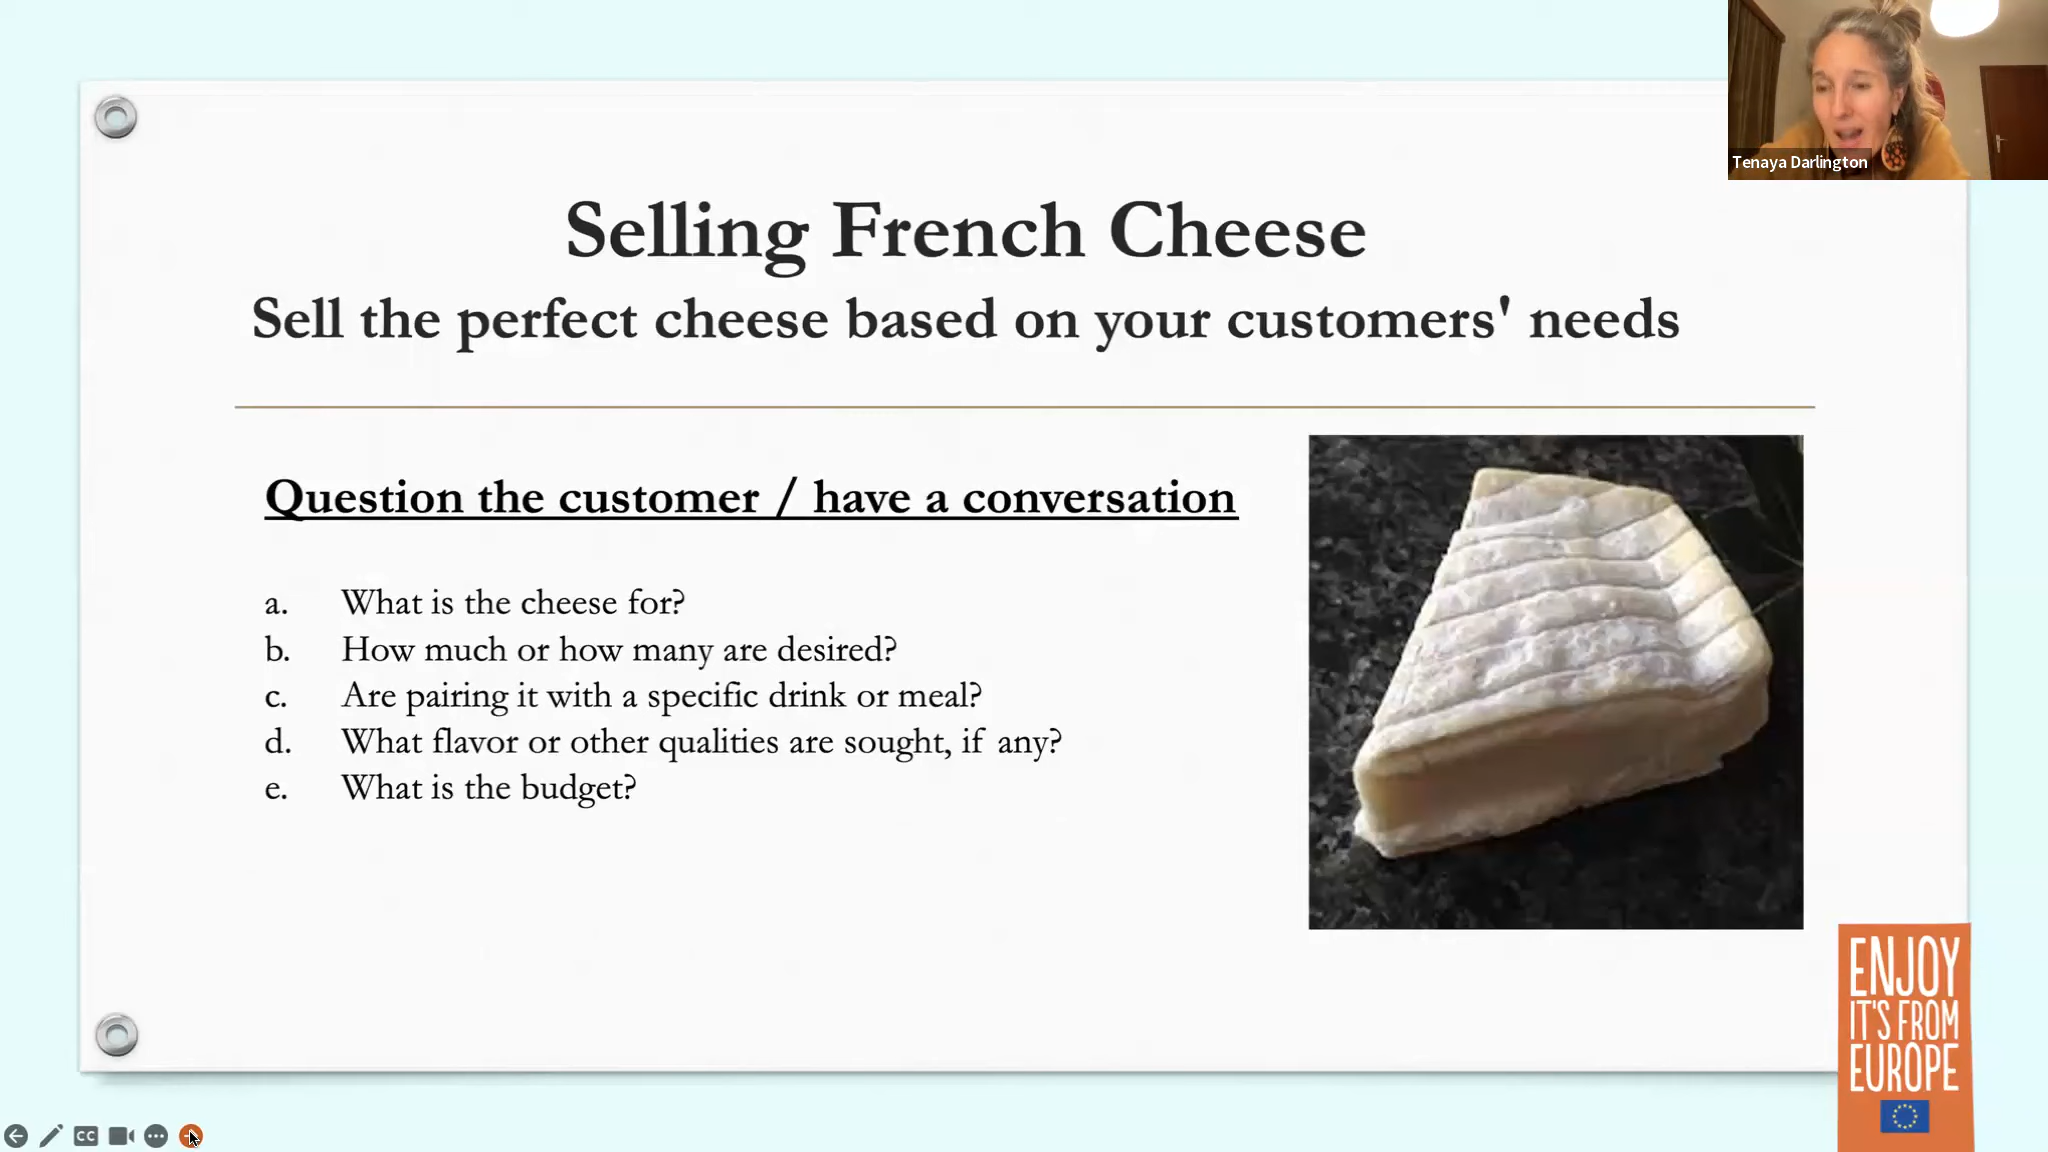 Tenaya Darlington
Selling French Cheese
Sell the perfect cheese based on your customers' needs
Question the customer / have a conversation
a. What is the cheese for?
b. How much or how many are desired?
c. Are pairing it with a specific drink or meal?
d. What flavor or other qualities are sought, if any?
e. What is the budget?
ENJOY
IT'S FROM
EUROPE
CC